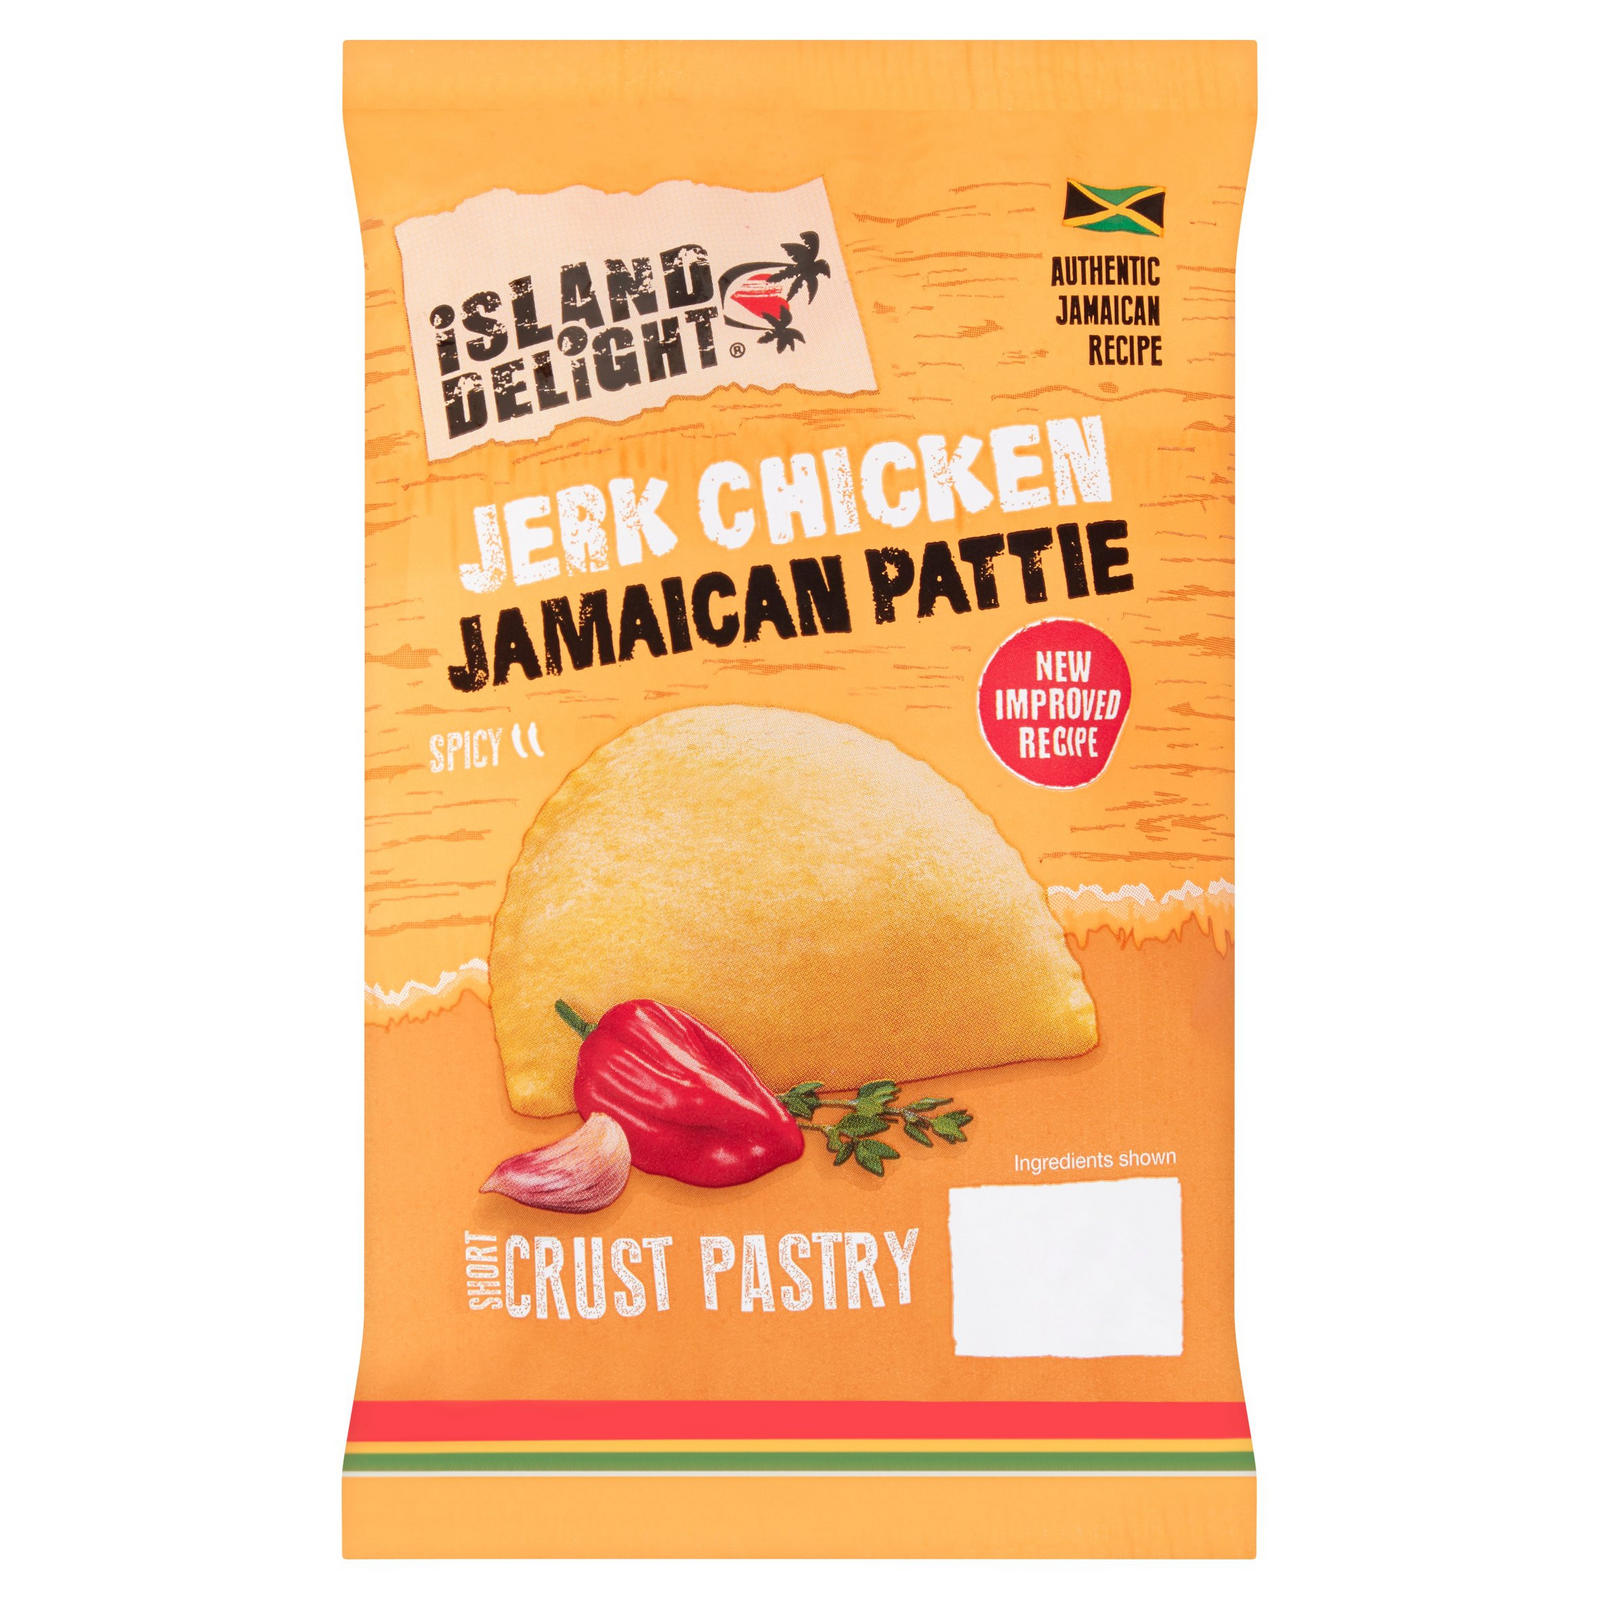 iSLAND
DELiGHT®
AUTHENTIC
JAMAICAN
RECIPE
JERK CHICKEN
JAMAICAN PATTIE
NEW
IMPROVED
RECIPE
SPICY
Ingredients shown
SHORT CRUST PASTRY